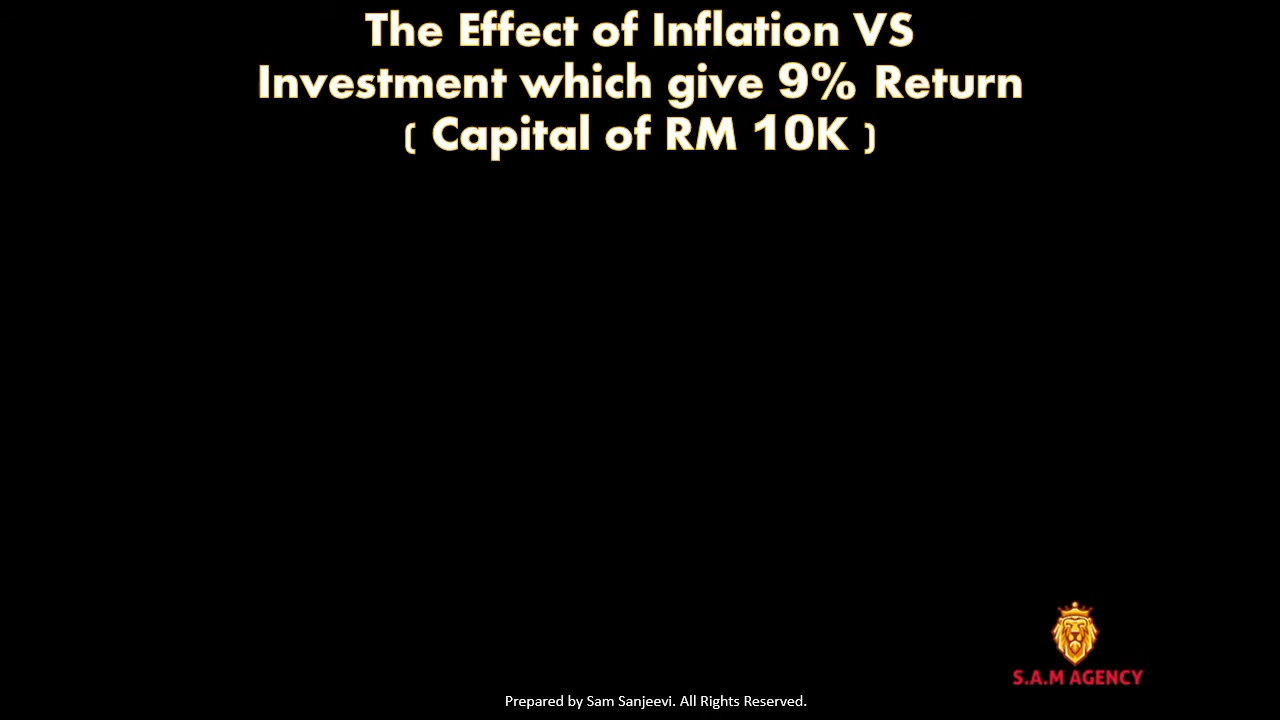 The Effect of Inflation VS
Investment which give 9% Return
( Capital of RM 10K )
S.A.M AGENCY
Prepared by Sam Sanjeevi. All Rights Reserved.